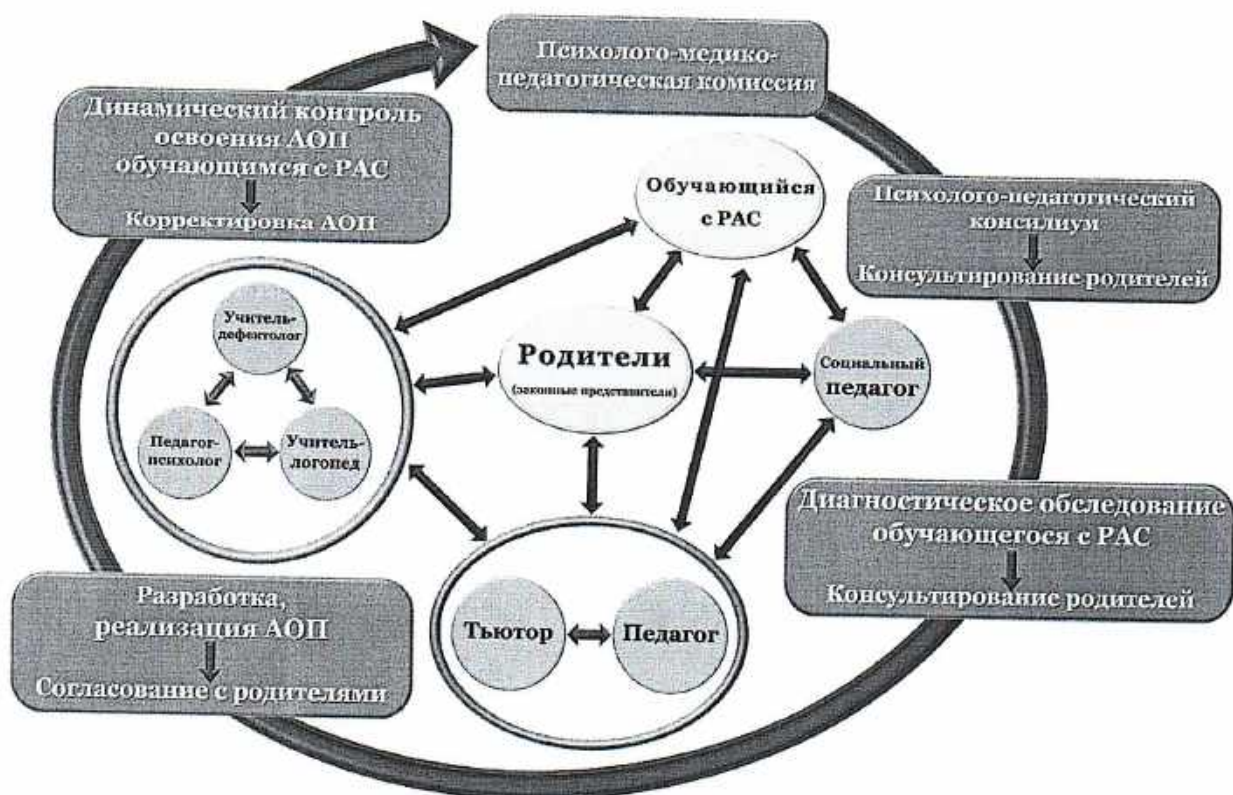 Психолого-медико-
педагогическая комиссия
Динамический контроль
освоения АОП
обучающимся с РАС
Корректировка АОП
Обучающийся
с РАС
Психолого-педагогический
консилиум
Консультирование родителей
Учитель-
дефектолог
Педагог-
психолог
Учитель-
логопед
Родители
(законные представители)
Социальный
педагог
Диагностическое обследование
обучающегося с РАС
Консультирование родителей
Разработка,
реализация АОП
Согласование с родителями
Тьютор
Педагог